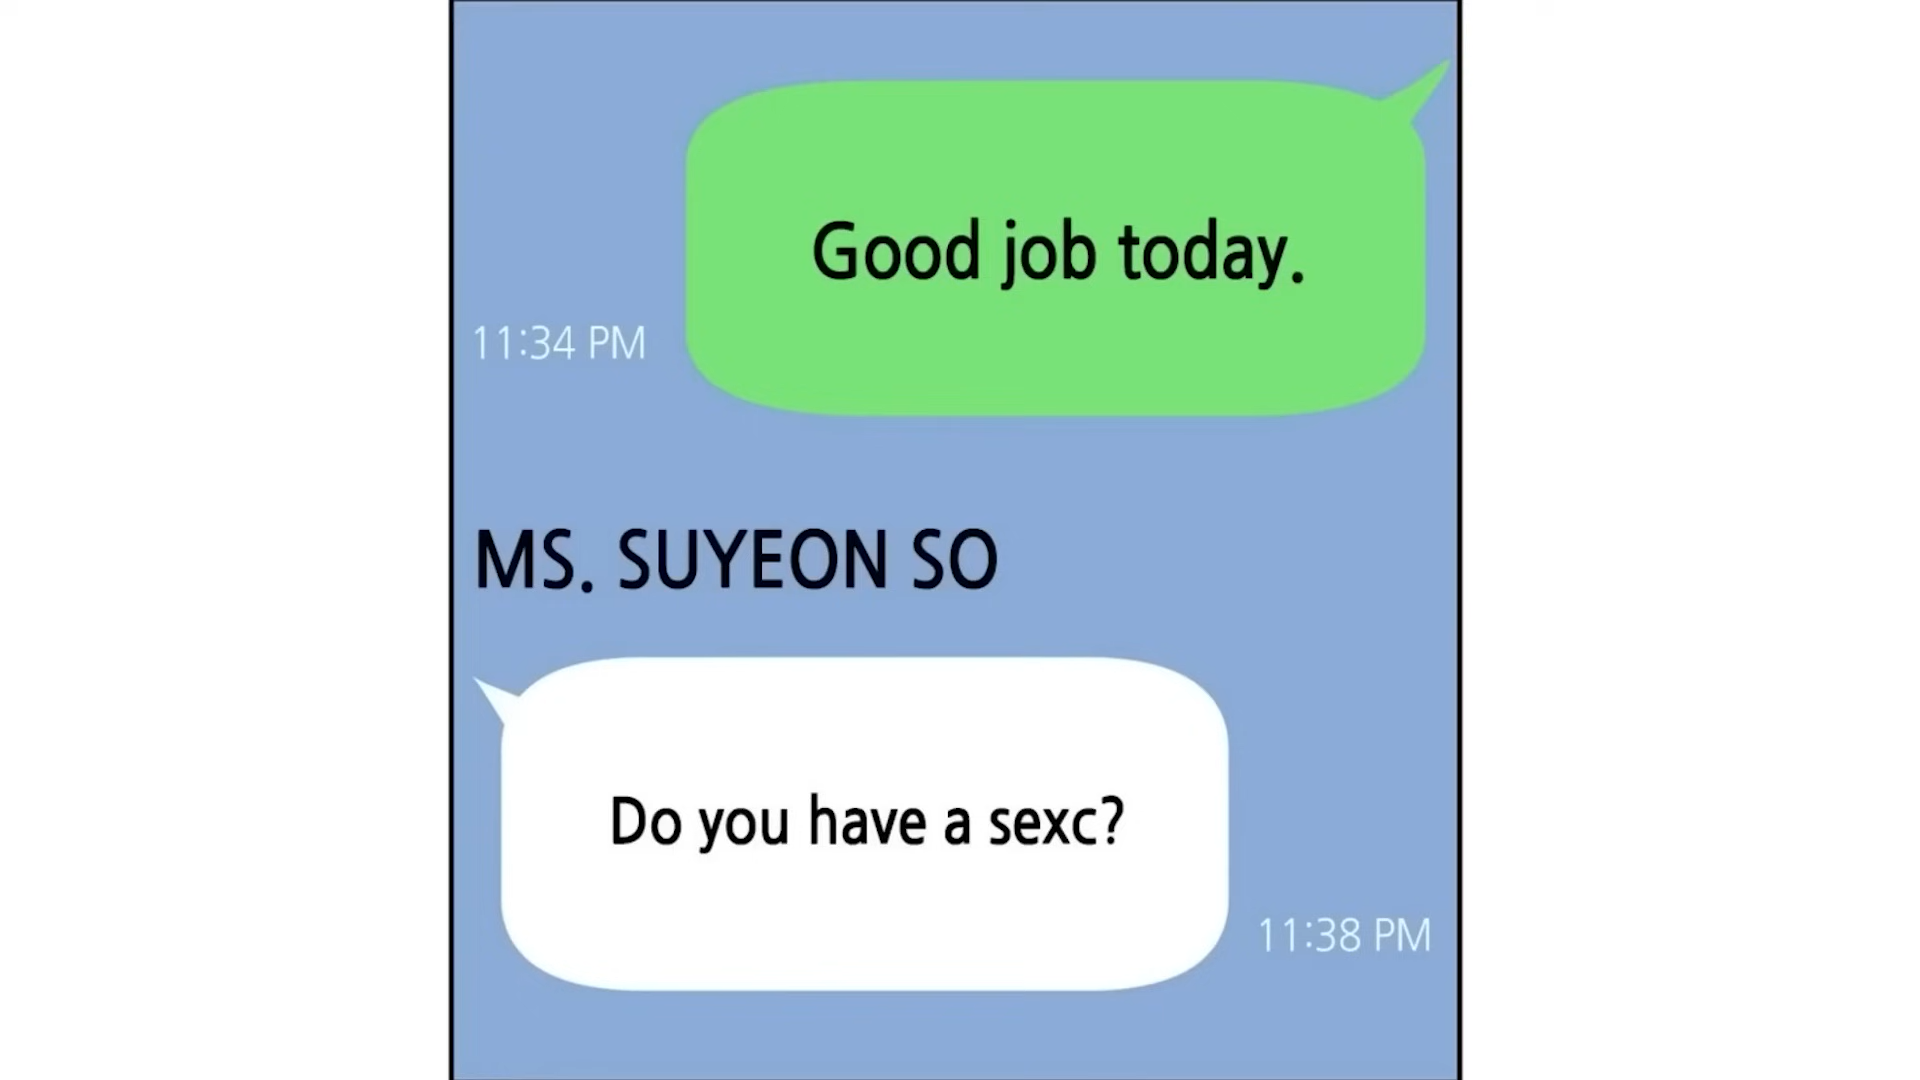 Good job today.
11:34 PM
MS. SUYEON SO
Do you have a sexc?
11:38 PM